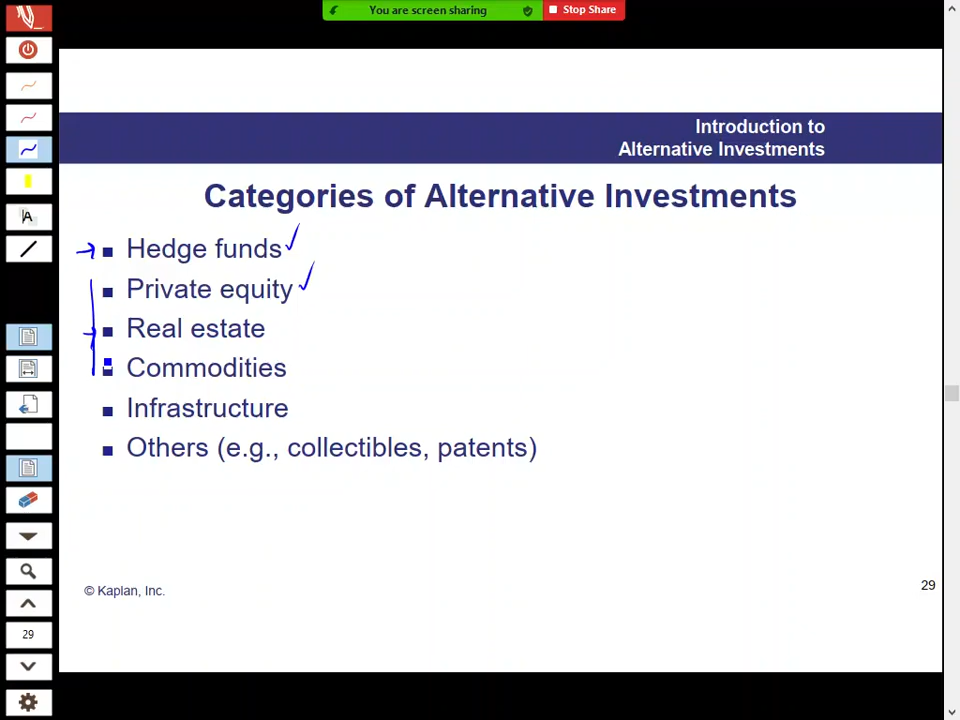 You are screen sharing
Stop Share
Introduction to
Alternative Investments
Categories of Alternative Investments
Hedge funds
Private equity
Real estate
Commodities
Infrastructure
Others (e.g., collectibles, patents)
© Kaplan, Inc.
29
A
29